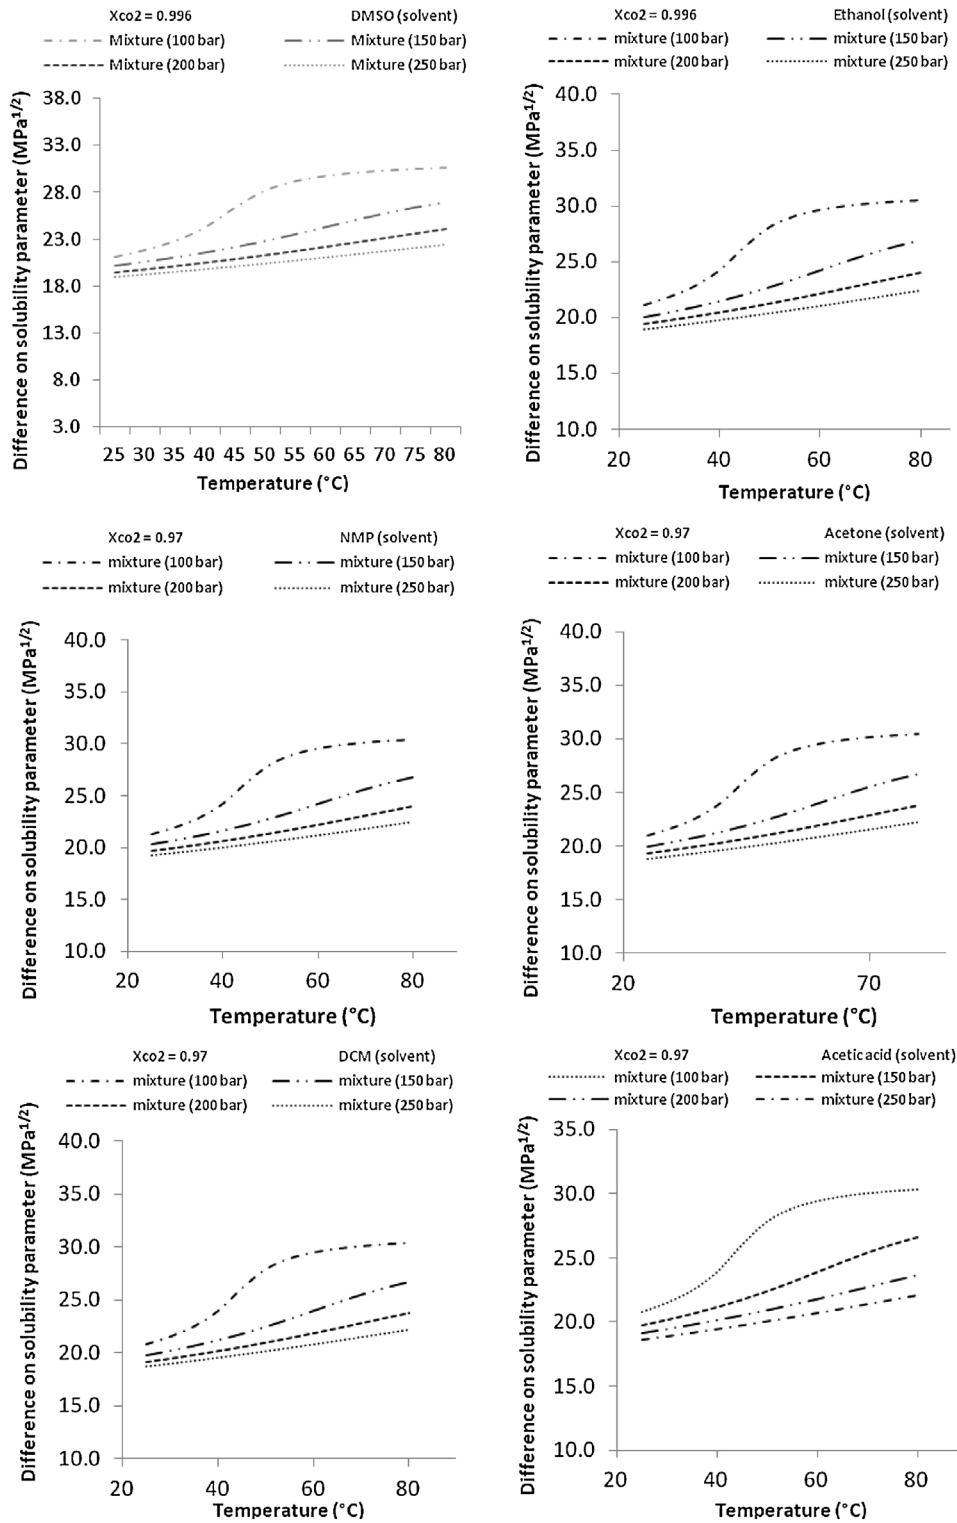 Xco2 = 0.996 DMSO (solvent)
Mixture (100 bar) Mixture (150 bar)
Mixture (200 bar) Mixture (250 bar)
Difference on solubility parameter (MPa1/2)
38.0
33.0
28.0
23.0
18.0
13.0
8.0
3.0
25 30 35 40 45 50 55 60 65 70 75 80
Temperature (°C)
Xco2 = 0.996 Ethanol (solvent)
mixture (100 bar) mixture (150 bar)
mixture (200 bar) mixture (250 bar)
Difference on solubility parameter (MPa1/2)
40.0
35.0
30.0
25.0
20.0
15.0
10.0
20 40 60 80
Temperature (°C)
Xco2 = 0.97 NMP (solvent)
mixture (100 bar) mixture (150 bar)
mixture (200 bar) mixture (250 bar)
Difference on solubility parameter (MPa1/2)
40.0
35.0
30.0
25.0
20.0
15.0
10.0
20 40 60 80
Temperature (°C)
Xco2 = 0.97 Acetone (solvent)
mixture (100 bar) mixture (150 bar)
mixture (200 bar) mixture (250 bar)
Difference on solubility parameter (MPa1/2)
40.0
35.0
30.0
25.0
20.0
15.0
10.0
20 70
Temperature (°C)
Xco2 = 0.97 DCM (solvent)
mixture (100 bar) mixture (150 bar)
mixture (200 bar) mixture (250 bar)
Difference on solubility parameter (MPa1/2)
40.0
35.0
30.0
25.0
20.0
15.0
10.0
20 40 60 80
Temperature (°C)
Xco2 = 0.97 Acetic acid (solvent)
mixture (100 bar) mixture (150 bar)
mixture (200 bar) mixture (250 bar)
Difference on solubility parameter (MPa1/2)
35.0
30.0
25.0
20.0
15.0
10.0
20 40 60 80
Temperature (°C)